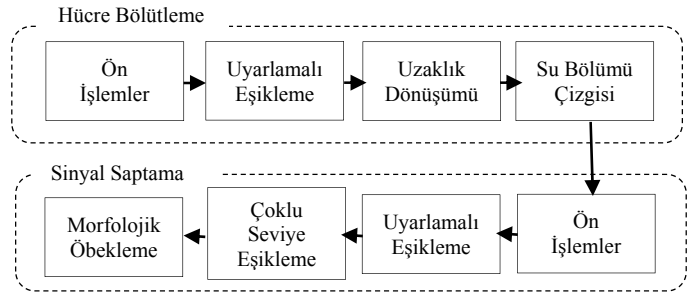 Hücre Bölütleme
Ön
İşlemler
Uyarlamalı
Eşikleme
Uzaklık
Dönüşümü
Su Bölümü
Çizgisi
Sinyal Saptama
Morfolojik
Öbekleme
Çoklu
Seviye
Eşikleme
Uyarlamalı
Eşikleme
Ön
İşlemler